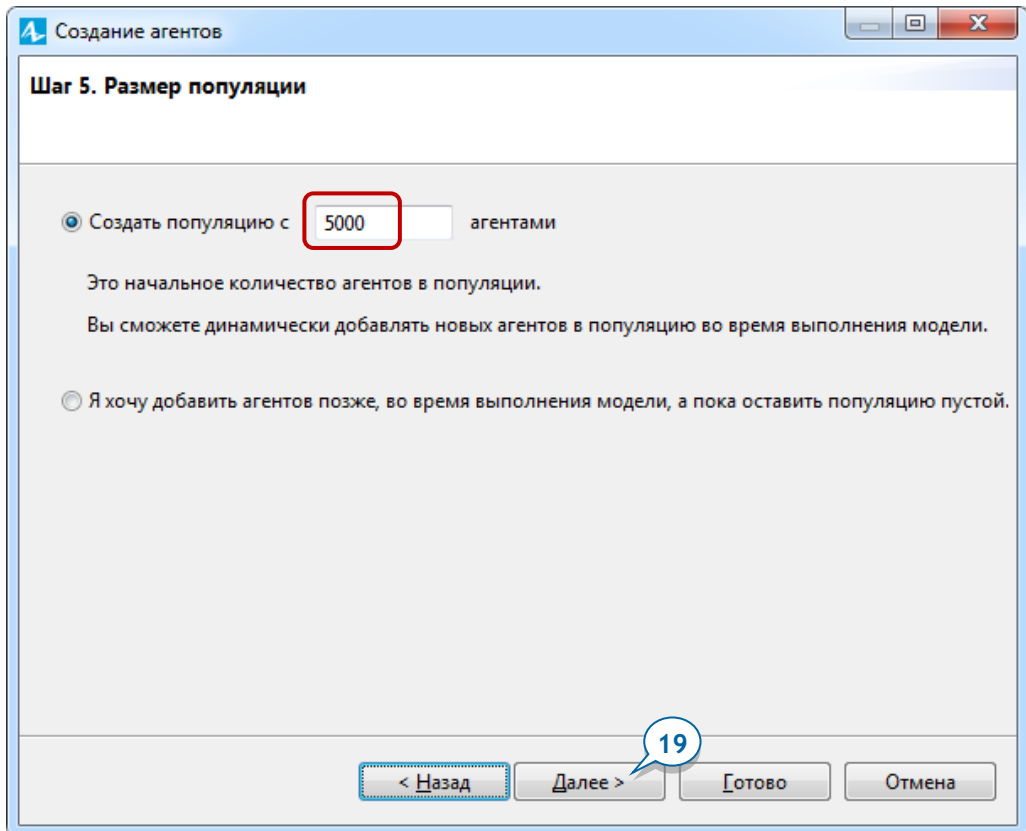 Создание агентов
Шаг 5. Размер популяции
Создать популяцию с 5000 агентами
Это начальное количество агентов в популяции.
Вы сможете динамически добавлять новых агентов в популяцию во время выполнения модели.
Я хочу добавить агентов позже, во время выполнения модели, а пока оставить популяцию пустой.
19
< Назад Далее > Готово Отмена